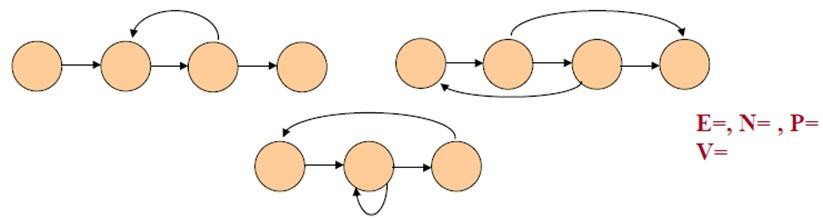 E=, N= , P=
V=